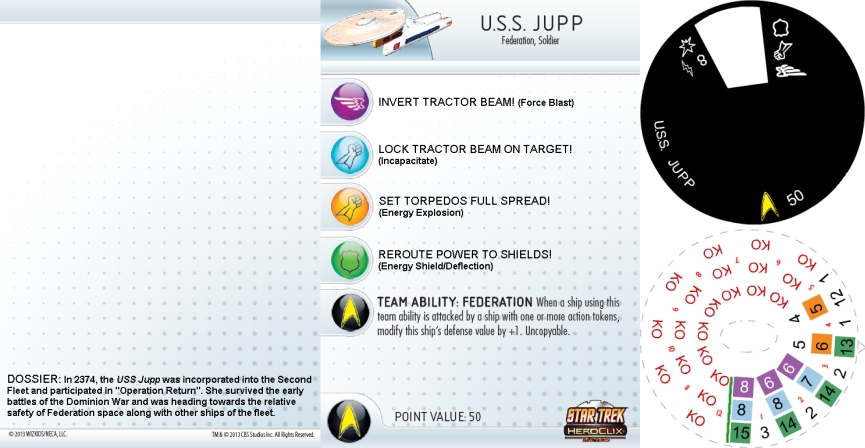 DOSSIER: In 2374, the USS Jupp was incorporated into the Second
Fleet and participated in "Operation Return". She survived the early
battles of the Dominion War and was heading towards the relative
safety of Federation space along with other ships of the fleet.
© 2013 WIZKIDS/NECA, LLC.
TM & © 2013 CBS Studios Inc. All Rights Reserved.
U.S.S. JUPP
Federation, Soldier
INVERT TRACTOR BEAM! (Force Blast)
LOCK TRACTOR BEAM ON TARGET!
(Incapacitate)
SET TORPEDOS FULL SPREAD!
(Energy Explosion)
REROUTE POWER TO SHIELDS!
(Energy Shield/Deflection)
TEAM ABILITY: FEDERATION When a ship using this
team ability is attacked by a ship with one or more action tokens,
modify this ship's defense value by +1. Uncopyable.
POINT VALUE: 50
STAR TREK
HEROCLIX
8
U.S.S. JUPP
50
8 8 15 3
6 8 14 2
6 7 14 2
5 6 13 1
4 5 12 1
KO KO KO
KO KO KO
KO KO KO
KO KO KO
KO KO KO
KO KO KO
KO KO KO